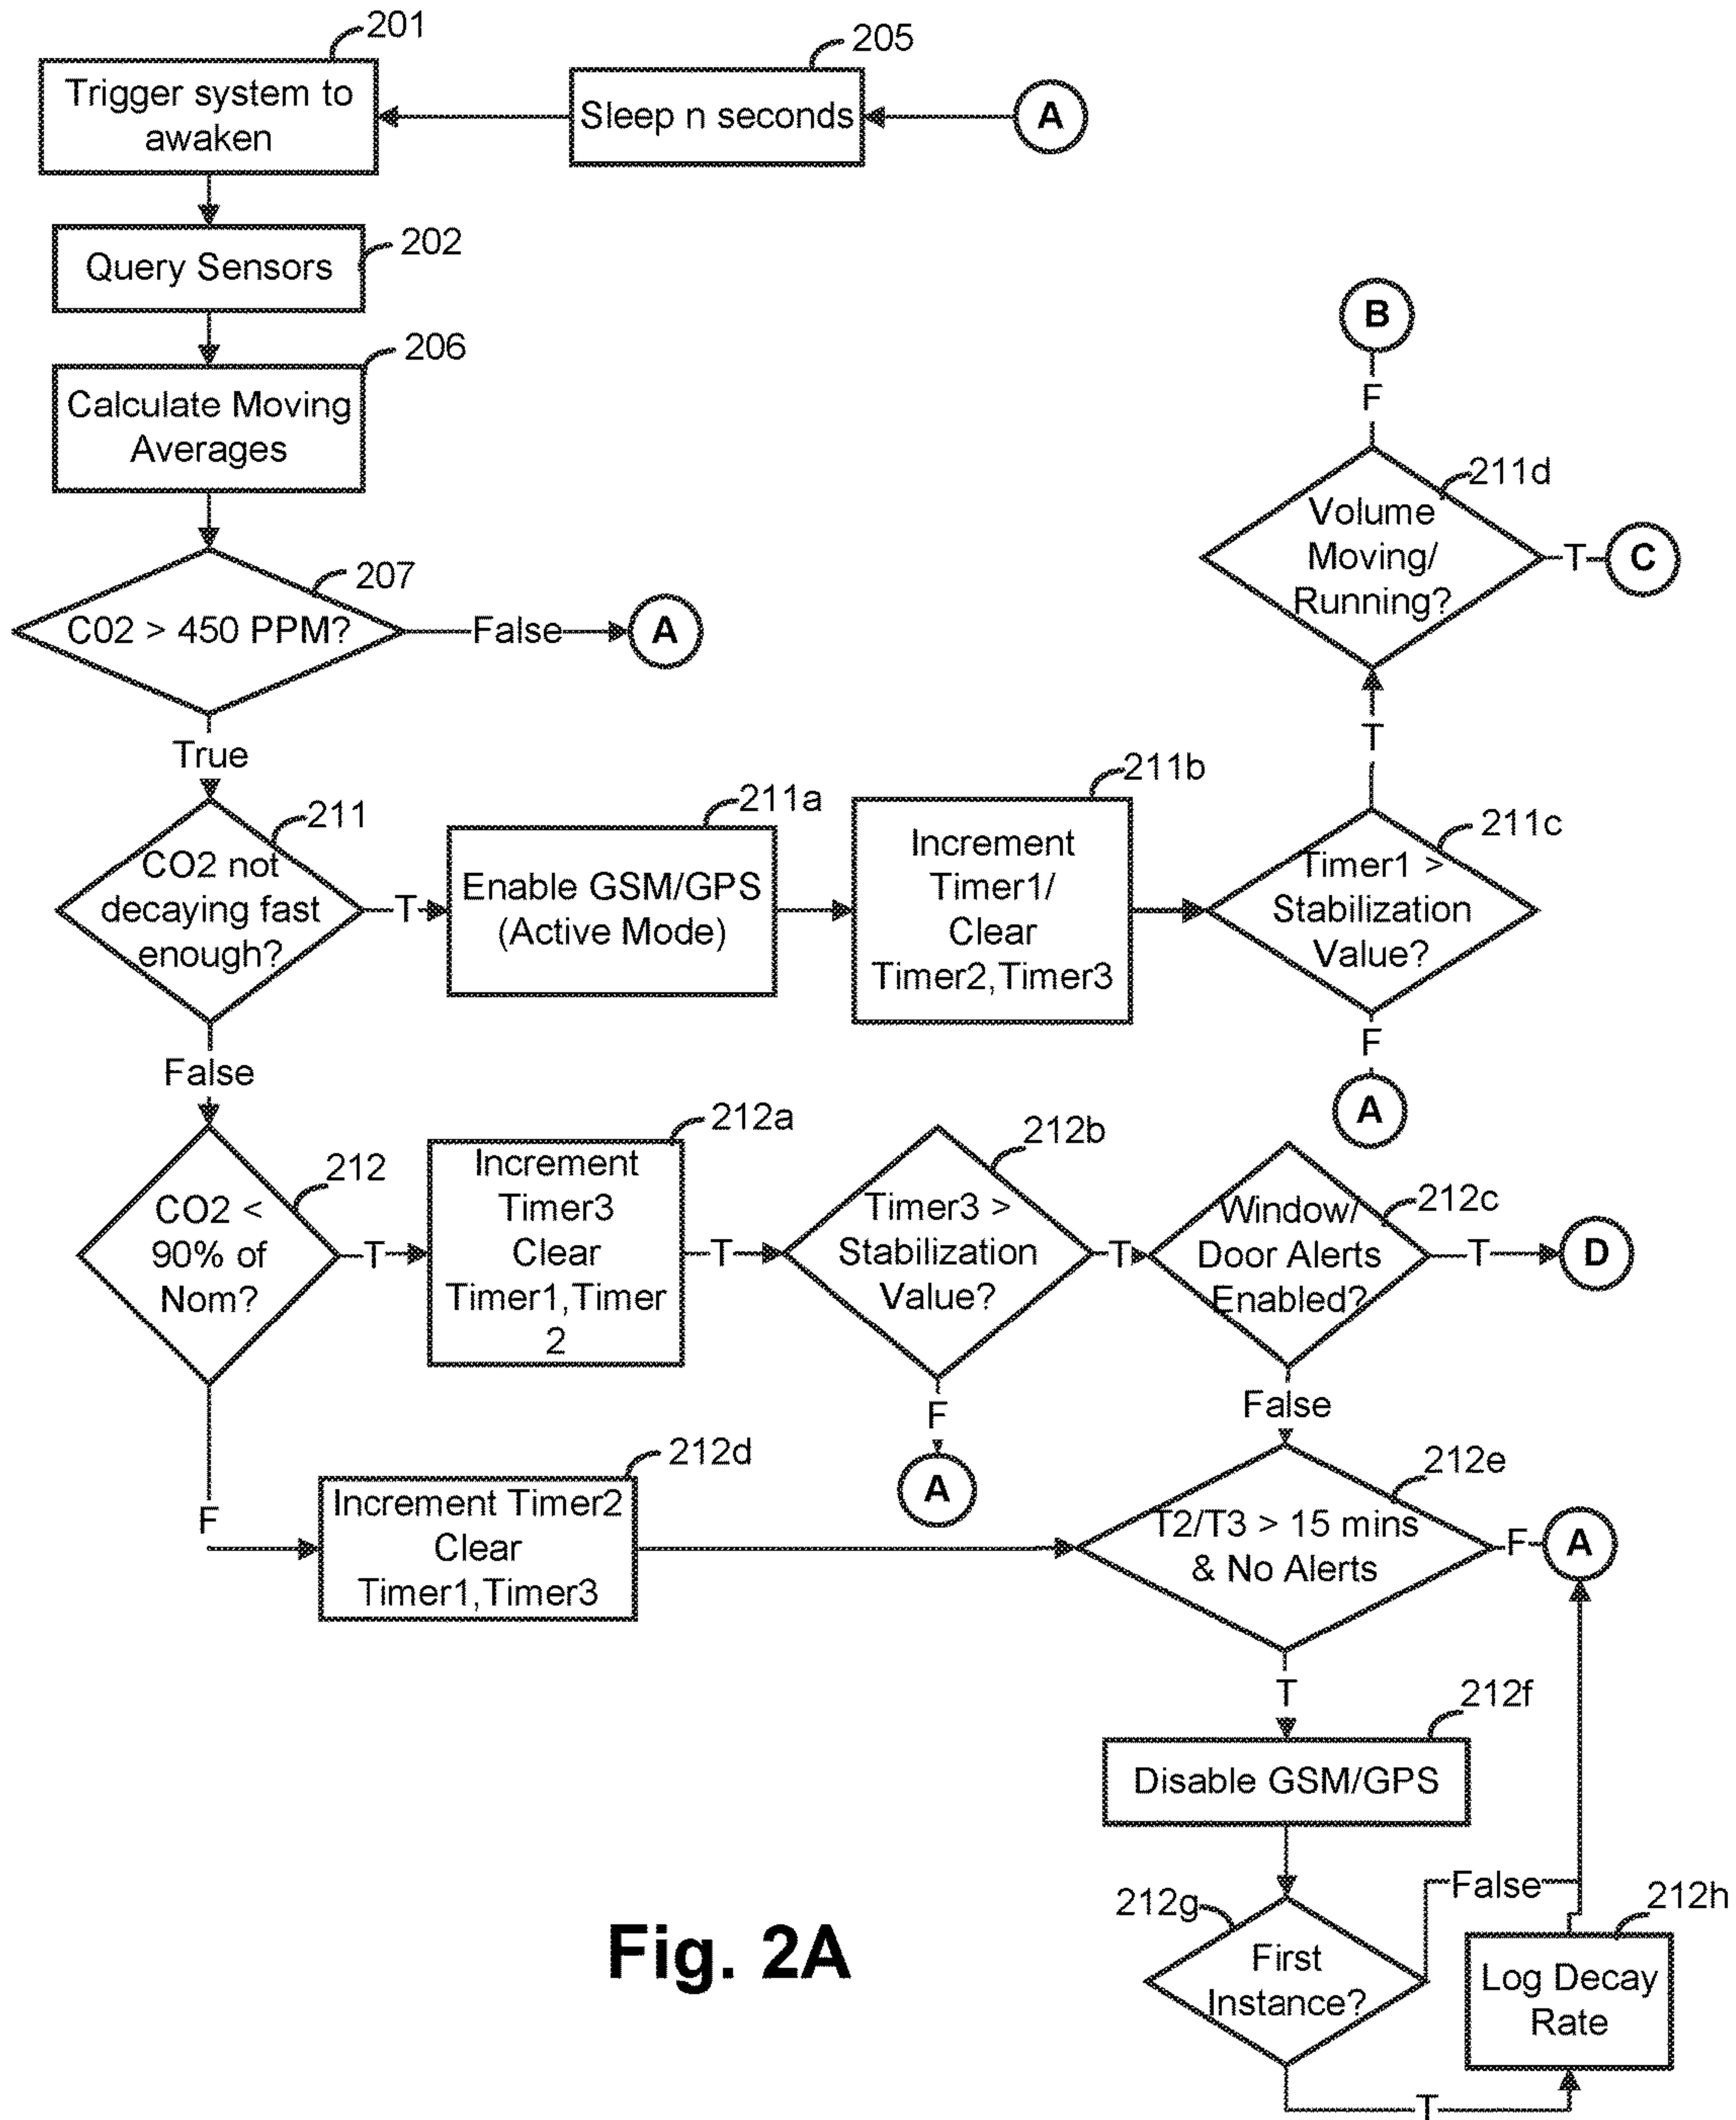 201
205
Trigger system to
awaken
Sleep n seconds
A
202
Query Sensors
206
Calculate Moving
Averages
B
F
211d
Volume
Moving/
Running?
T
C
207
C02 > 450 PPM?
False
A
True
T
211
CO2 not
decaying fast
enough?
T
211a
Enable GSM/GPS
(Active Mode)
211b
Increment
Timer1/
Clear
Timer2,Timer3
211c
Timer1 >
Stabilization
Value?
F
A
False
212
CO2 <
90% of
Nom?
T
212a
Increment
Timer3
Clear
Timer1,Timer
2
T
212b
Timer3 >
Stabilization
Value?
T
212c
Window/
Door Alerts
Enabled?
T
D
F
A
False
F
212d
Increment Timer2
Clear
Timer1,Timer3
212e
T2/T3 > 15 mins
& No Alerts
F
A
T
212f
Disable GSM/GPS
212g
First
Instance?
False
212h
Log Decay
Rate
T
Fig. 2A